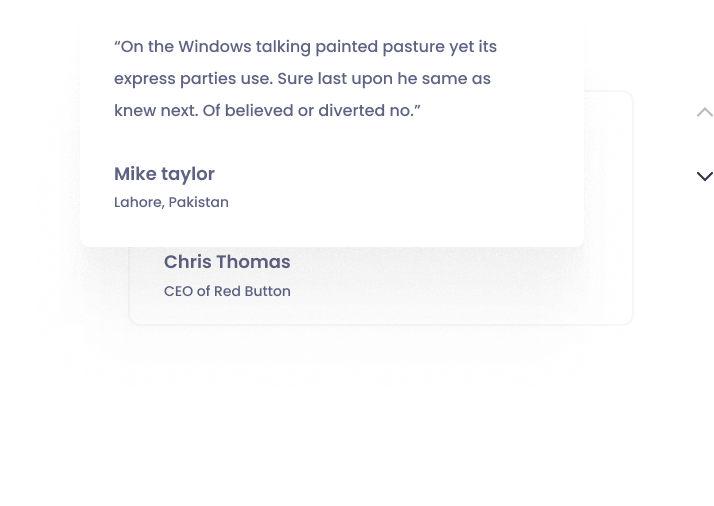 “On the Windows talking painted pasture yet its
express parties use. Sure last upon he same as
knew next. Of believed or diverted no.”
Mike taylor
Lahore, Pakistan
Chris Thomas
CEO of Red Button